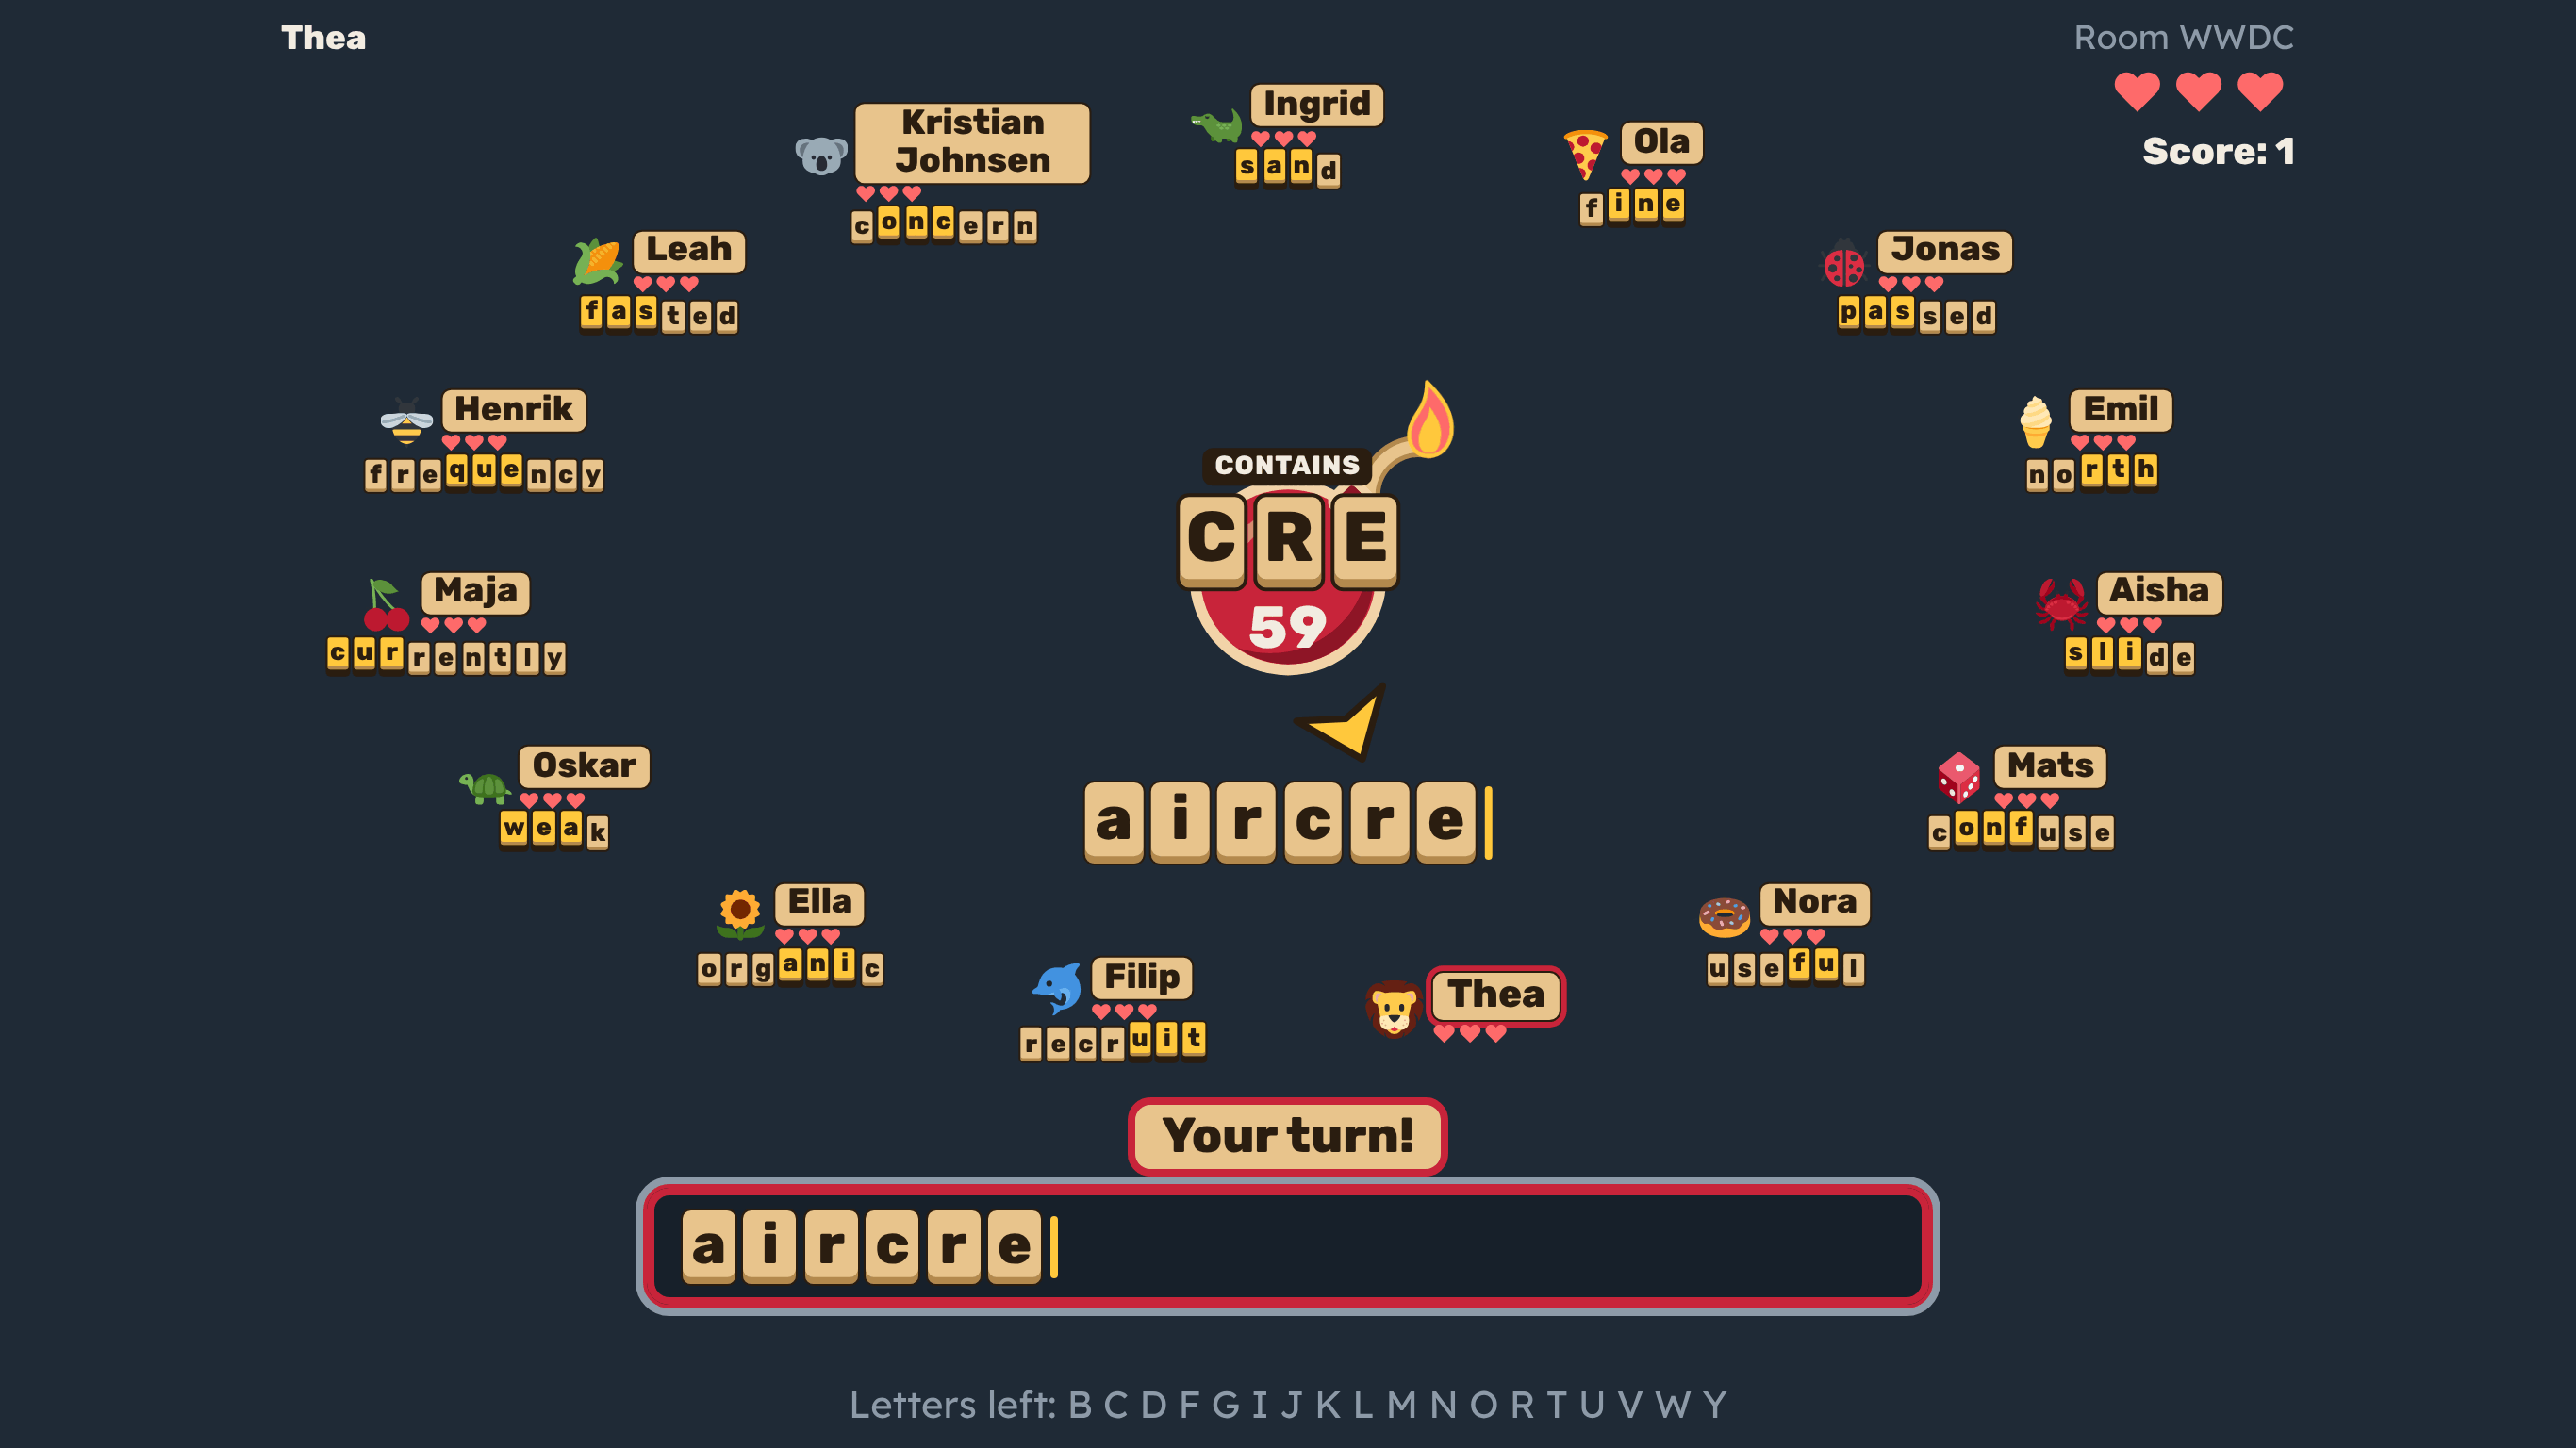 Thea
Room WWDC
Score: 1
Kristian
Johnsen
concern
Ingrid
sand
Ola
fine
Leah
fasted
Jonas
passed
Henrik
frequency
Emil
north
CONTAINS
CRE
59
Maja
currently
Aisha
slide
Oskar
weak
Mats
confuse
aircre
Ella
organic
Nora
useful
Filip
recruit
Thea
Your turn!
aircre
Letters left: B C D F G I J K L M N O R T U V W Y